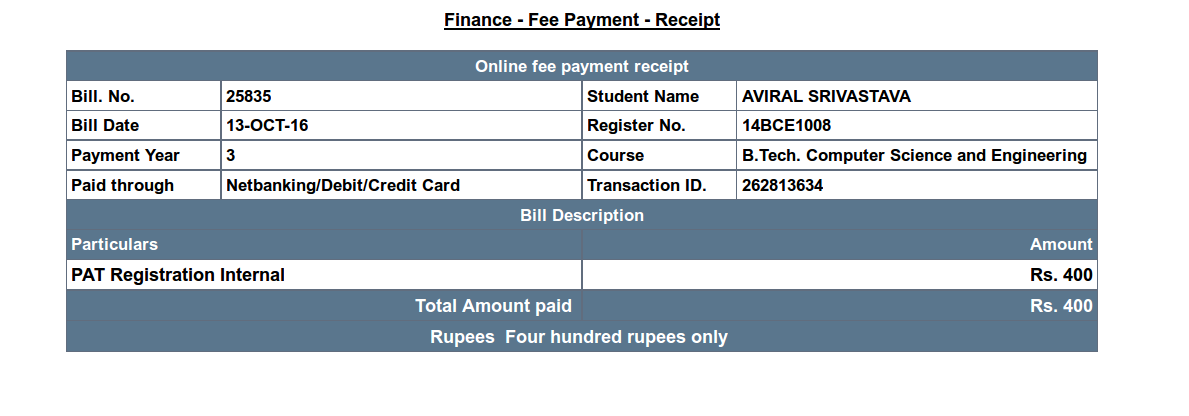 Finance - Fee Payment - Receipt
Online fee payment receipt
Bill. No. 25835 Student Name AVIRAL SRIVASTAVA
Bill Date 13-OCT-16 Register No. 14BCE1008
Payment Year 3 Course B.Tech. Computer Science and Engineering
Paid through Netbanking/Debit/Credit Card Transaction ID. 262813634
Bill Description
Particulars Amount
PAT Registration Internal Rs. 400
Total Amount paid Rs. 400
Rupees Four hundred rupees only